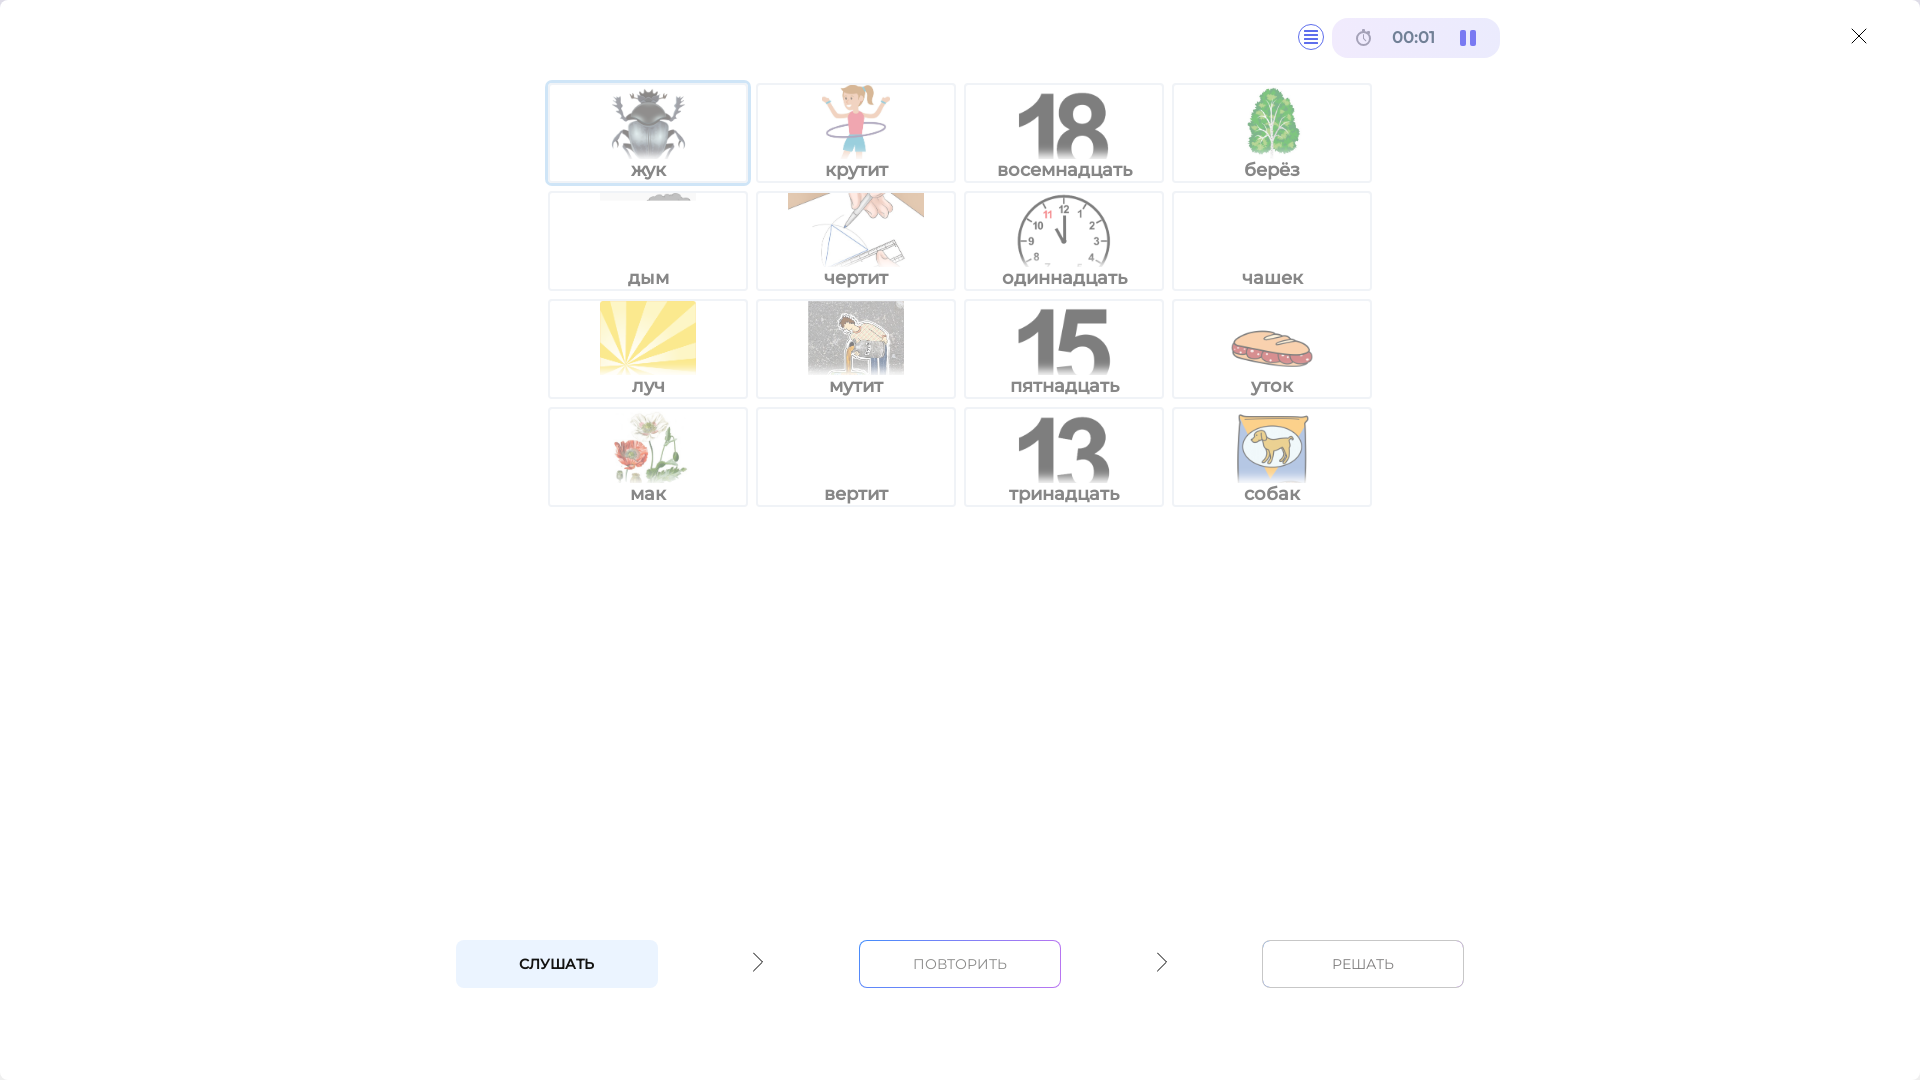 00:01
жук
крутит
18
восемнадцать
берёз
дым
чертит
11 12 1
10 2
9 3
8 4
одиннадцать
чашек
луч
мутит
15
пятнадцать
уток
мак
вертит
13
тринадцать
собак
СЛУШАТЬ
ПОВТОРИТЬ
РЕШАТЬ